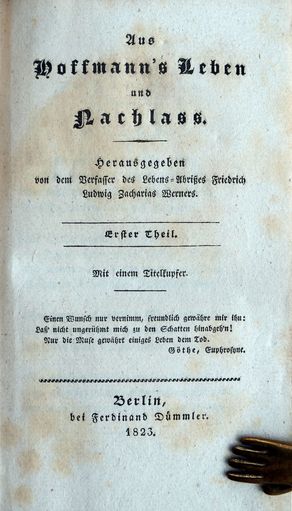 Aus
Hoffmann's Leben
und
Nachlass.
Herausgegeben
von dem Verfasser des Lebens-Abrißes Friedrich
Ludwig Zacharias Werners.
Erster Theil.
Mit einem Titelkupfer.
Einen Wunsch nur vernimm, freundlich gewähre mir ihn:
Laß' nicht ungerühmt mich zu den Schatten hinabgeh'n!
Nur die Muse gewährt einiges Leben dem Tod.
Göthe, Euphrosyne.
Berlin,
bei Ferdinand Dümmler.
1823.